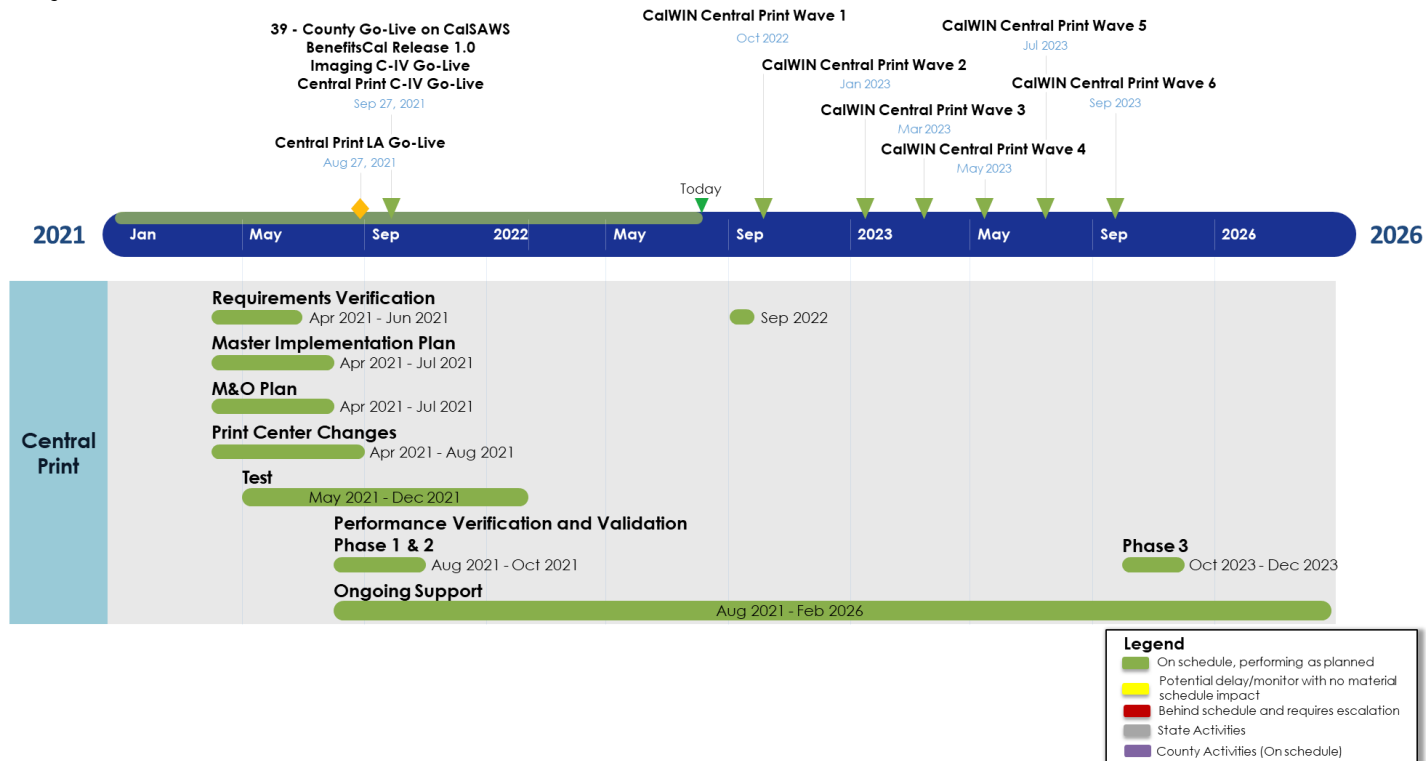 39 - County Go-Live on CalSAWS
BenefitsCal Release 1.0
Imaging C-IV Go-Live
Central Print C-IV Go-Live
Sep 27, 2021
Central Print LA Go-Live
Aug 27, 2021
CalWIN Central Print Wave 1
Oct 2022
CalWIN Central Print Wave 2
Jan 2023
CalWIN Central Print Wave 3
Mar 2023
CalWIN Central Print Wave 4
May 2023
CalWIN Central Print Wave 5
Jul 2023
CalWIN Central Print Wave 6
Sep 2023
Today
2021 Jan May Sep 2022 May Sep 2023 May Sep 2026 2026
Central
Print
Requirements Verification
Apr 2021 - Jun 2021 Sep 2022
Master Implementation Plan
Apr 2021 - Jul 2021
M&O Plan
Apr 2021 - Jul 2021
Print Center Changes
Apr 2021 - Aug 2021
Test
May 2021 - Dec 2021
Performance Verification and Validation
Phase 1 & 2 Phase 3
Aug 2021 - Oct 2021 Oct 2023 - Dec 2023
Ongoing Support
Aug 2021 - Feb 2026
Legend
On schedule, performing as planned
Potential delay/monitor with no material
schedule impact
Behind schedule and requires escalation
State Activities
County Activities (On schedule)